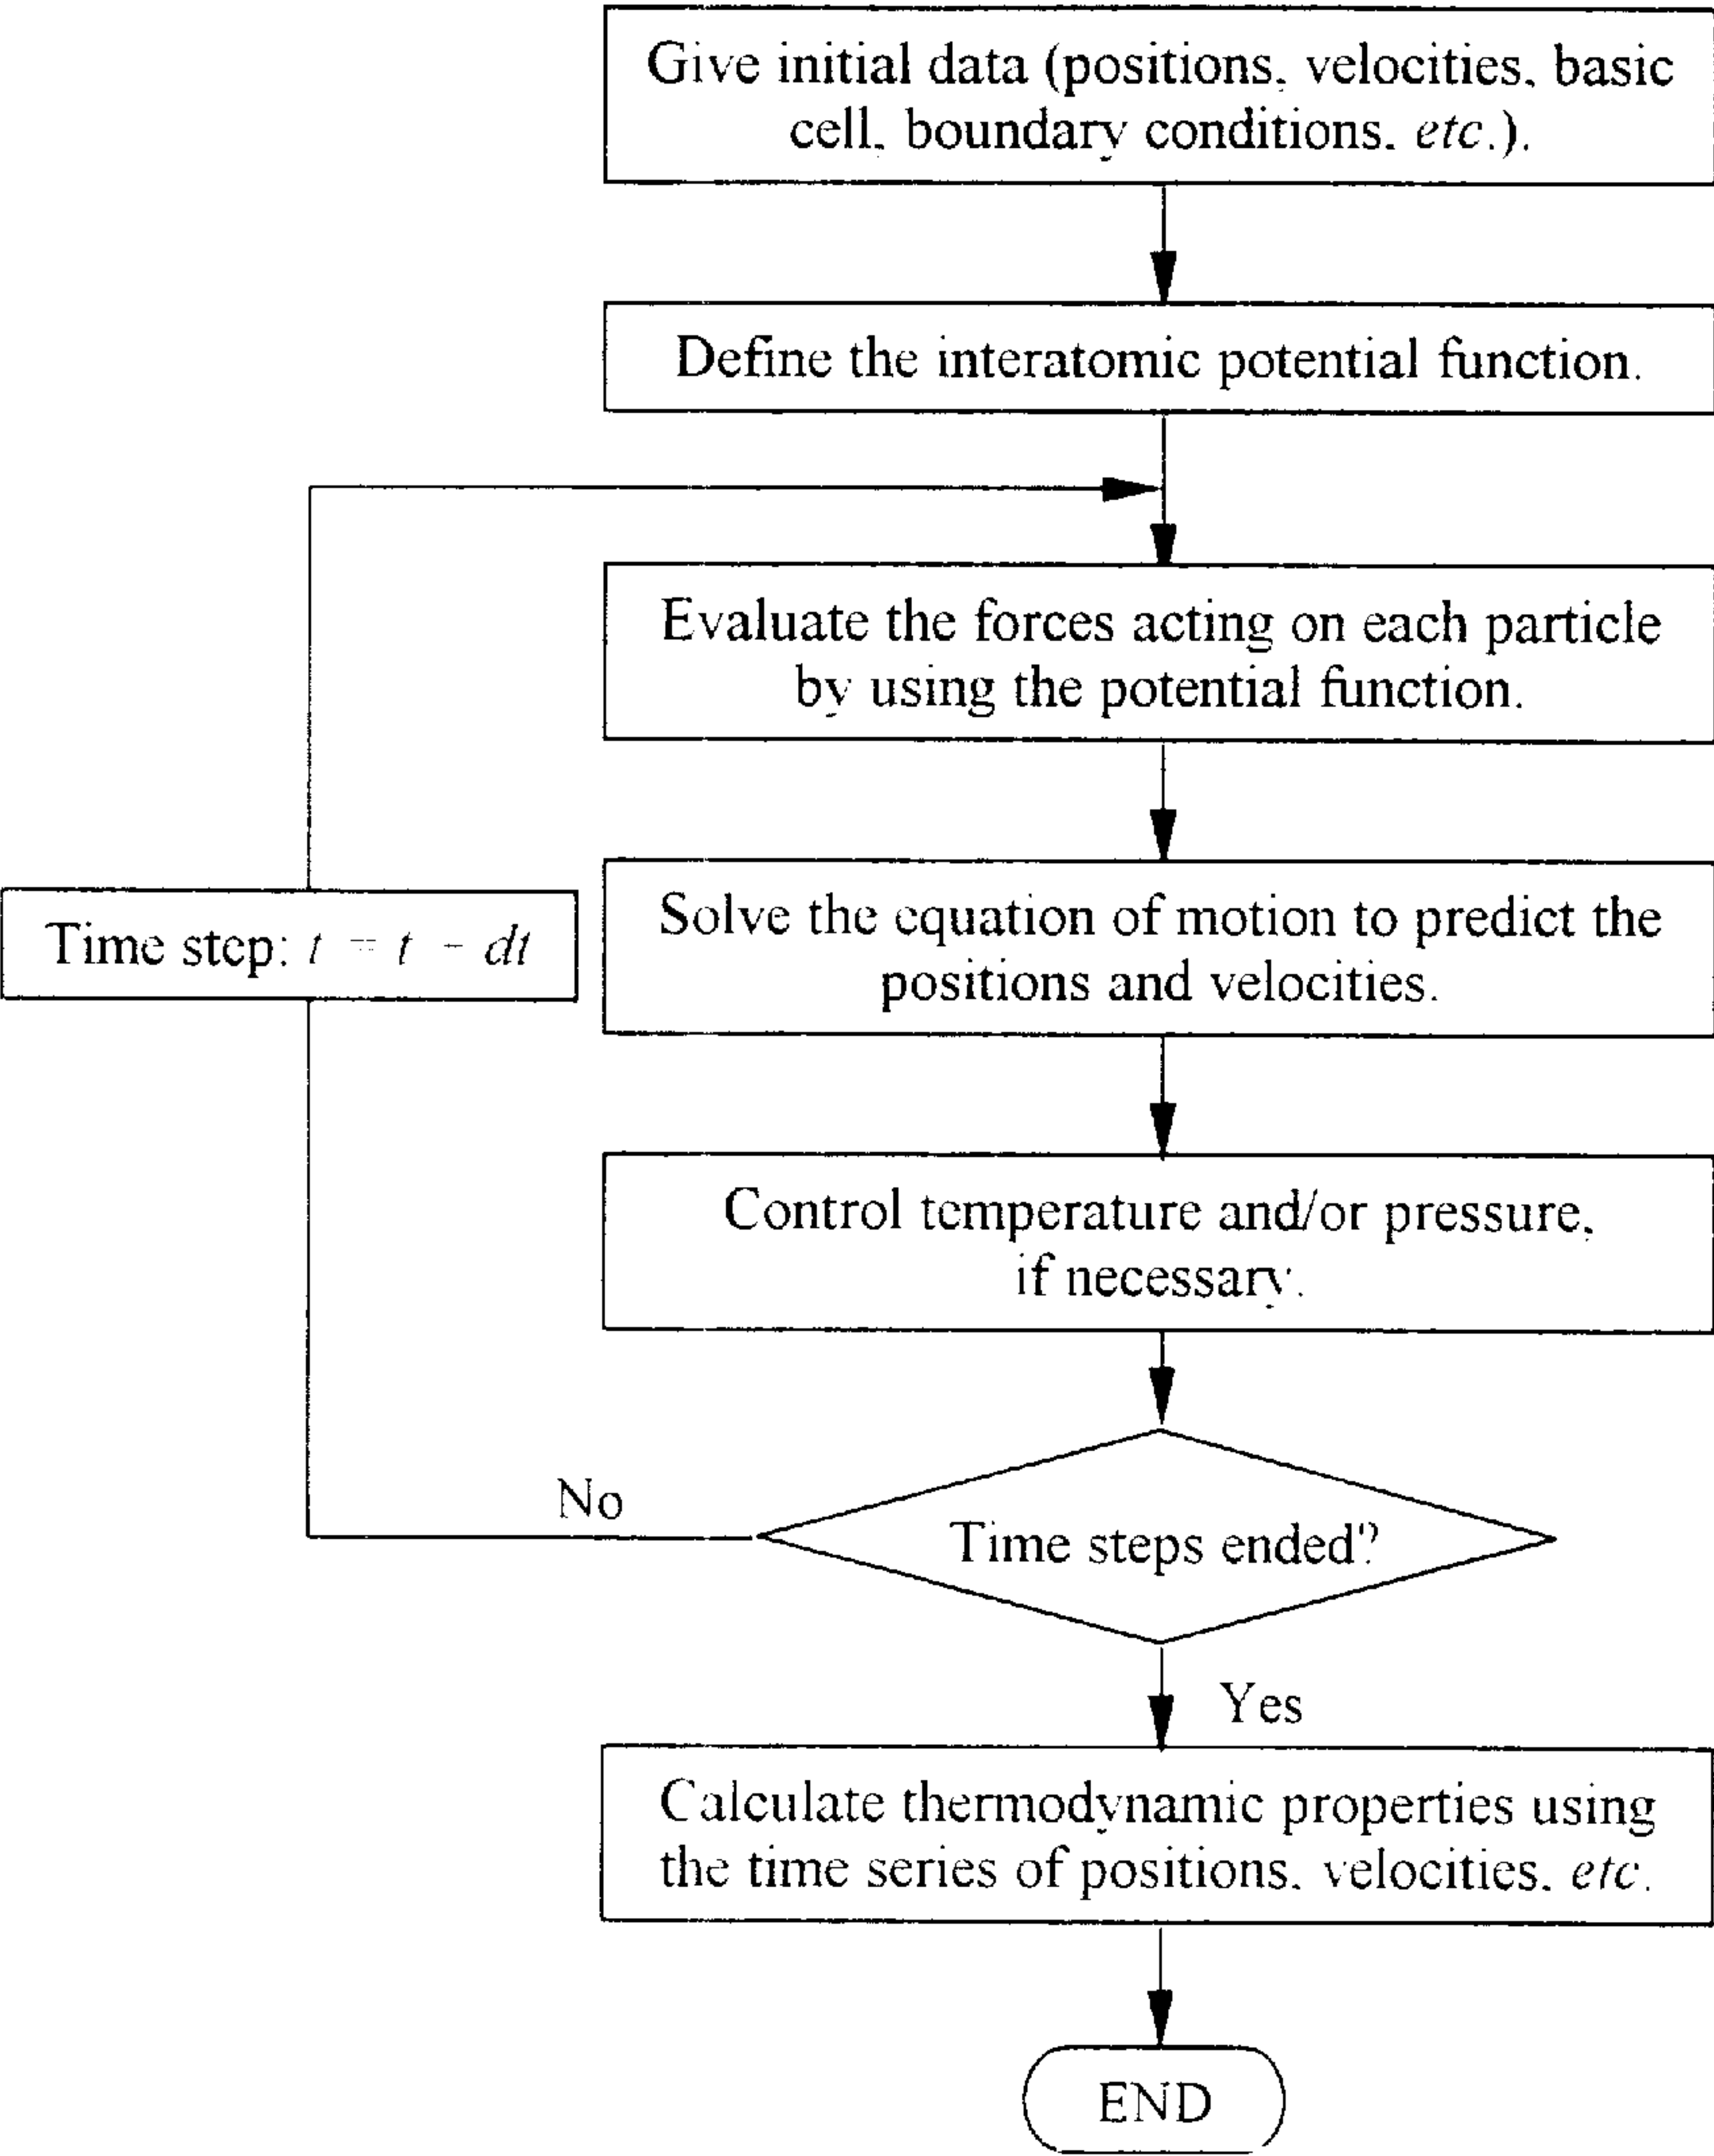 Give initial data (positions, velocities, basic
cell, boundary conditions, etc.).
Define the interatomic potential function.
Evaluate the forces acting on each particle
by using the potential function.
Time step: t = t - dt
Solve the equation of motion to predict the
positions and velocities.
Control temperature and/or pressure,
if necessary.
No
Time steps ended?
Yes
Calculate thermodynamic properties using
the time series of positions, velocities, etc.
END